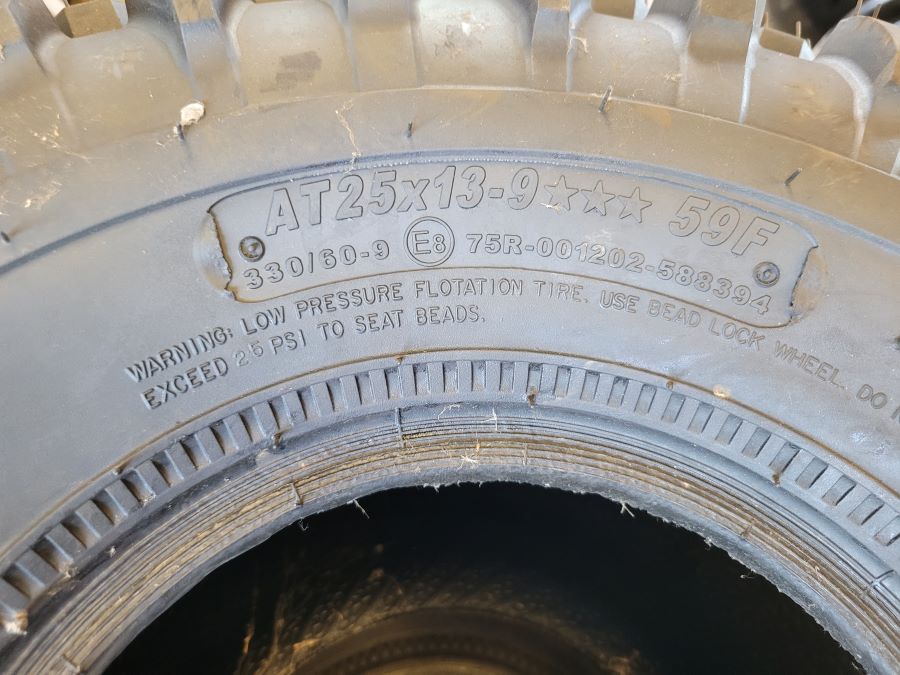 AT25x13-9☆☆☆ 59F
330/60-9 E8 75R-001202-588394
WARNING: LOW PRESSURE FLOTATION TIRE. USE BEAD LOCK WHEEL. DO
EXCEED 25 PSI TO SEAT BEADS.